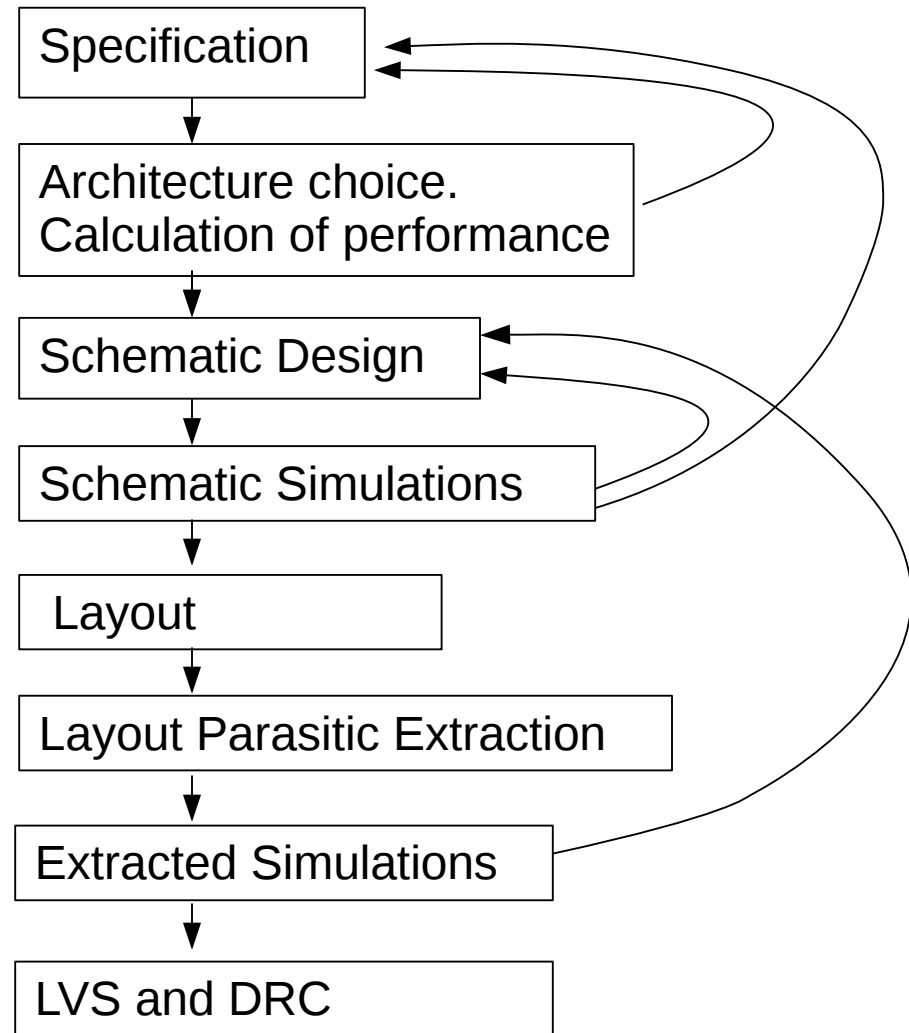 Specification
Architecture choice.
Calculation of performance
Schematic Design
Schematic Simulations
Layout
Layout Parasitic Extraction
Extracted Simulations
LVS and DRC